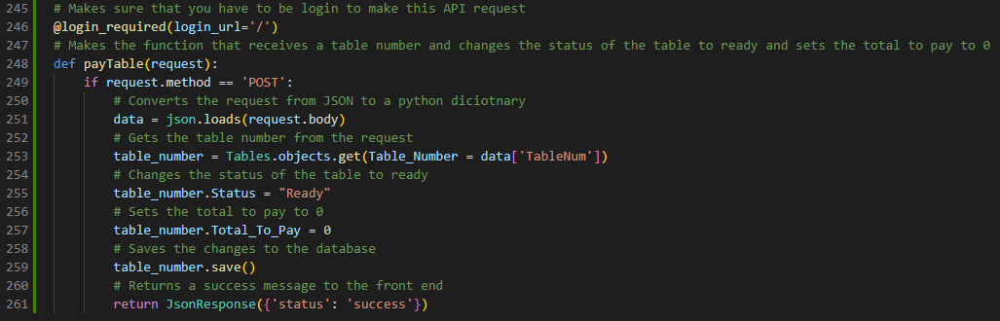 245 # Makes sure that you have to be login to make this API request
246 @login_required(login_url='/')
247 # Makes the function that receives a table number and changes the status of the table to ready and sets the total to pay to 0
248 def payTable(request):
249 if request.method == 'POST':
250 # Converts the request from JSON to a python diciotnary
251 data = json.loads(request.body)
252 # Gets the table number from the request
253 table_number = Tables.objects.get(Table_Number = data['TableNum'])
254 # Changes the status of the table to ready
255 table_number.Status = "Ready"
256 # Sets the total to pay to 0
257 table_number.Total_To_Pay = 0
258 # Saves the changes to the database
259 table_number.save()
260 # Returns a success message to the front end
261 return JsonResponse({'status': 'success'})